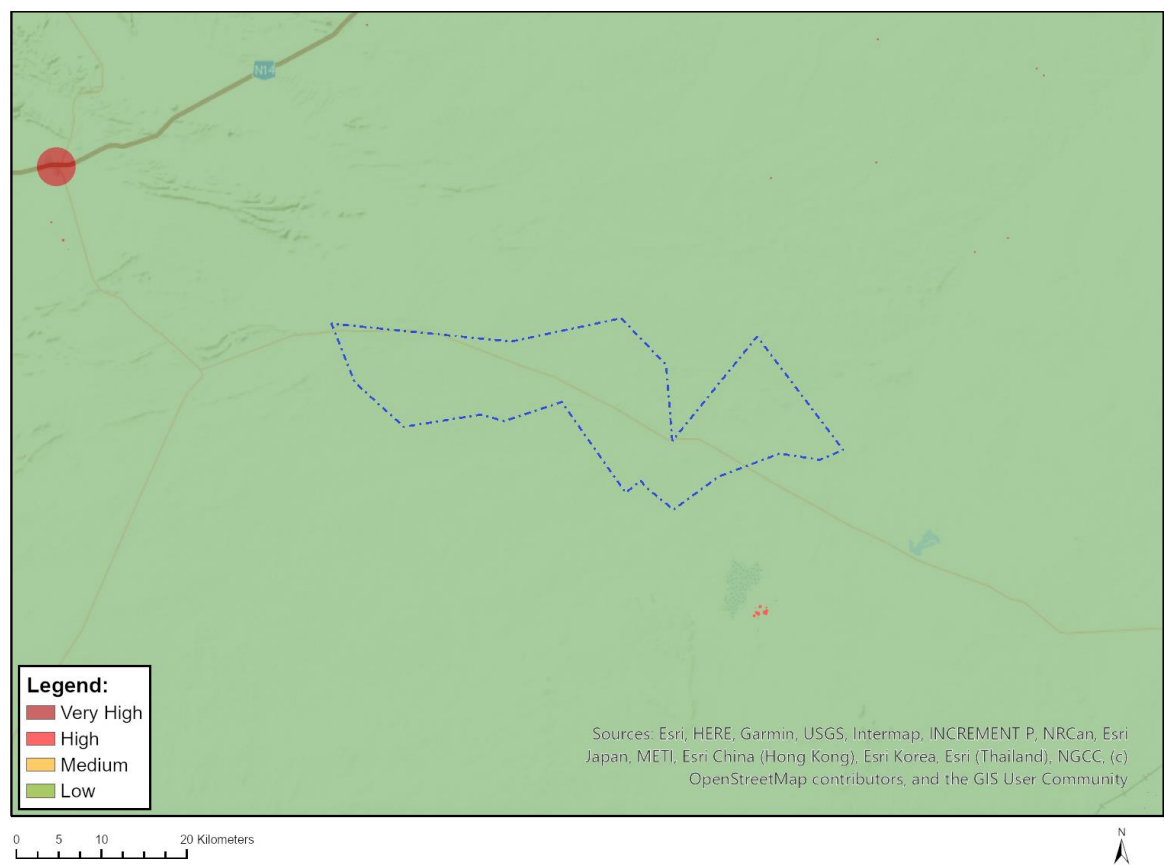 N14
Legend:
Very High
High
Medium
Low
Sources: Esri, HERE, Garmin, USGS, Intermap, INCREMENT P, NRCan, Esri
Japan, METI, Esri China (Hong Kong), Esri Korea, Esri (Thailand), NGCC, (c)
OpenStreetMap contributors, and the GIS User Community
0 5 10 20 Kilometers
N